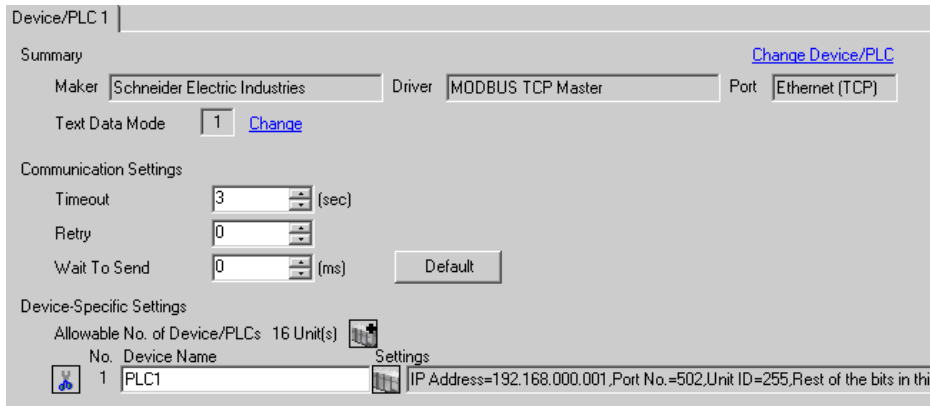 Device/PLC 1
Summary
Change Device/PLC
Maker Schneider Electric Industries Driver MODBUS TCP Master Port Ethernet (TCP)
Text Data Mode 1 Change
Communication Settings
Timeout 3 (sec)
Retry 0
Wait To Send 0 (ms) Default
Device-Specific Settings
Allowable No. of Device/PLCs 16 Unit(s)
No. Device Name Settings
1 PLC1 IP Address=192.168.000.001,Port No.=502,Unit ID=255,Rest of the bits in thi